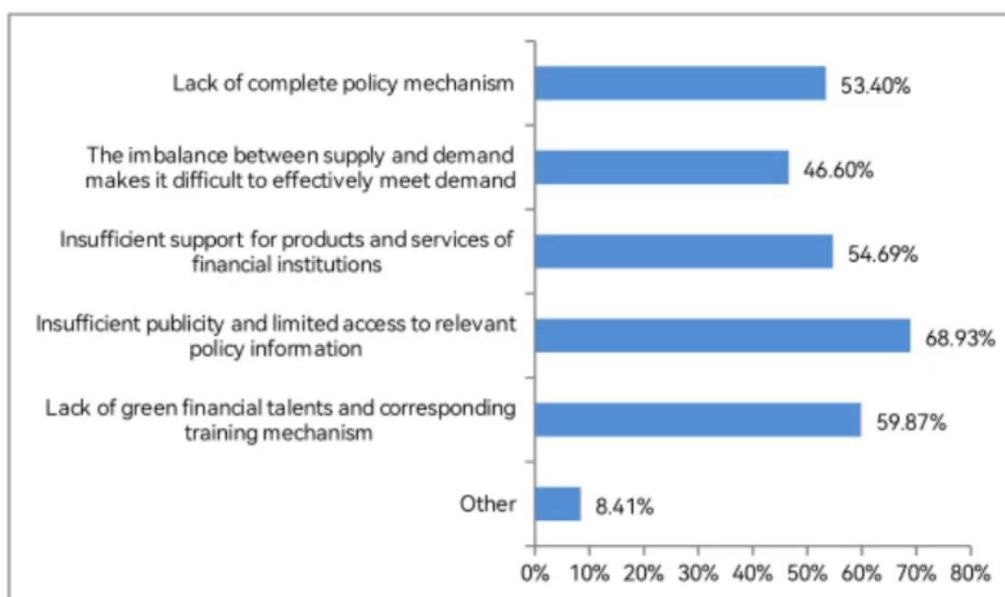 Lack of complete policy mechanism
53.40%
The imbalance between supply and demand
makes it difficult to effectively meet demand
46.60%
Insufficient support for products and services of
financial institutions
54.69%
Insufficient publicity and limited access to relevant
policy information
68.93%
Lack of green financial talents and corresponding
training mechanism
59.87%
Other
8.41%
0% 10% 20% 30% 40% 50% 60% 70% 80%